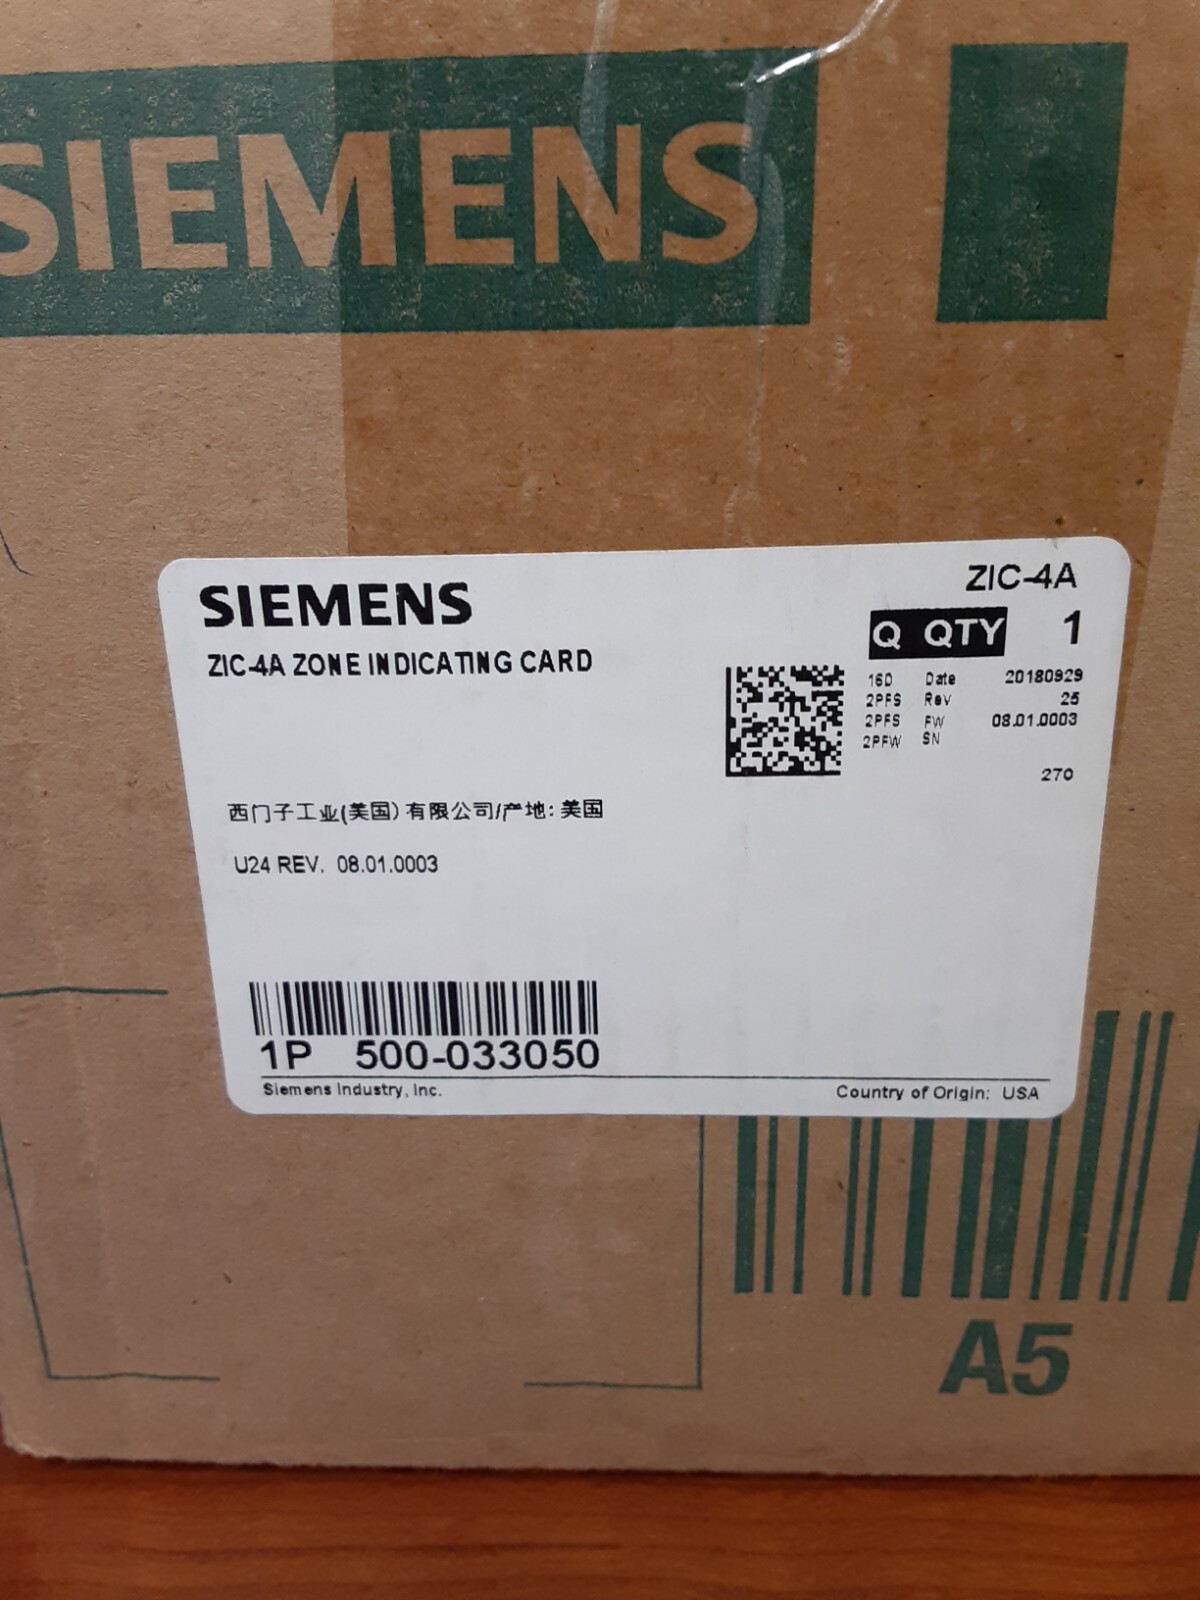 SIEMENS
SIEMENS
ZIC-4A
ZIC-4A ZONE INDICATING CARD
Q QTY 1
16D Date 20180929
2PFS Rev 25
2PFS FW 08.01.0003
2PFW SN
270
西门子工业(美国)有限公司/产地: 美国
U24 REV. 08.01.0003
1P 500-033050
Siemens Industry, Inc.
Country of Origin: USA
A5